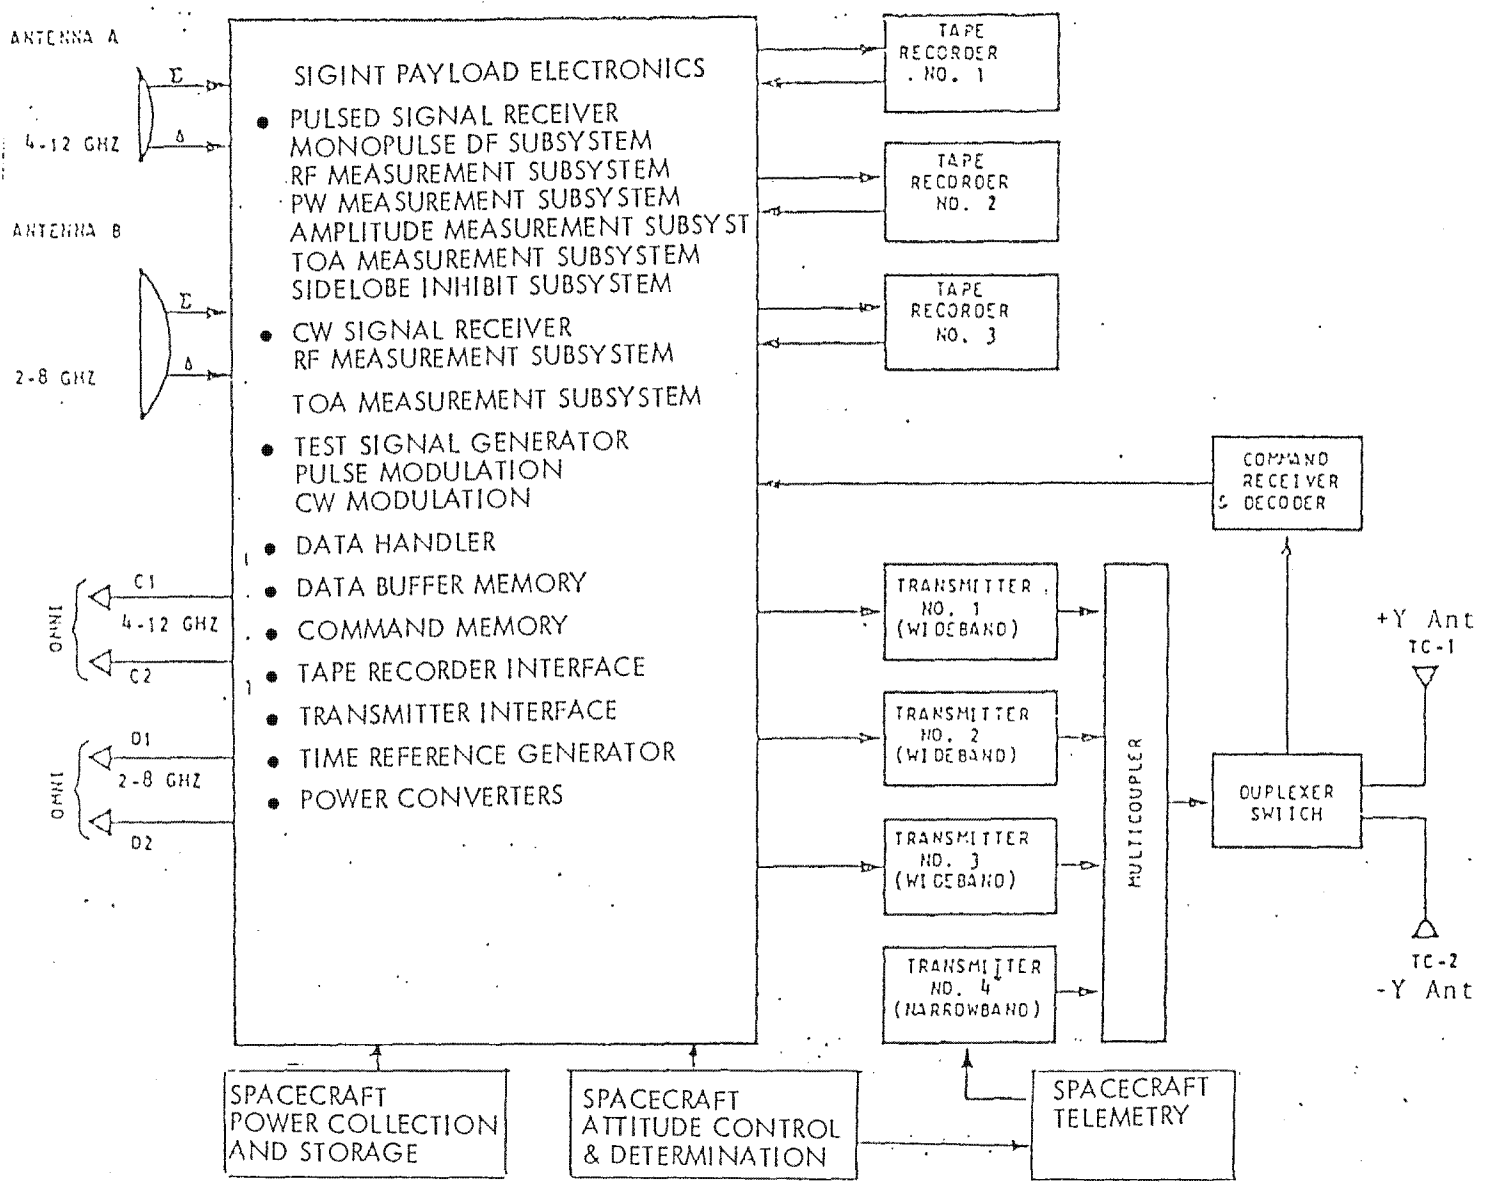 ANTENNA A
Σ
4-12 GHZ
Δ
ANTENNA B
Σ
2-8 GHZ
Δ
SIGINT PAYLOAD ELECTRONICS
• PULSED SIGNAL RECEIVER
MONOPULSE DF SUBSYSTEM
RF MEASUREMENT SUBSYSTEM
PW MEASUREMENT SUBSYSTEM
AMPLITUDE MEASUREMENT SUBSYST
TOA MEASUREMENT SUBSYSTEM
SIDELOBE INHIBIT SUBSYSTEM
• CW SIGNAL RECEIVER
RF MEASUREMENT SUBSYSTEM
TOA MEASUREMENT SUBSYSTEM
• TEST SIGNAL GENERATOR
PULSE MODULATION
CW MODULATION
• DATA HANDLER
• DATA BUFFER MEMORY
• COMMAND MEMORY
• TAPE RECORDER INTERFACE
• TRANSMITTER INTERFACE
• TIME REFERENCE GENERATOR
• POWER CONVERTERS
OMNI
C1
4-12 GHZ
C2
OMNI
D1
2-8 GHZ
D2
TAPE
RECORDER
NO. 1
TAPE
RECORDER
NO. 2
TAPE
RECORDER
NO. 3
COMMAND
RECEIVER
& DECODER
TRANSMITTER
NO. 1
(WIDEBAND)
TRANSMITTER
NO. 2
(WIDEBAND)
TRANSMITTER
NO. 3
(WIDEBAND)
TRANSMITTER
NO. 4
(NARROWBAND)
MULTICOUPLER
DUPLEXER
SWITCH
+Y Ant
TC-1
TC-2
-Y Ant
SPACECRAFT
POWER COLLECTION
AND STORAGE
SPACECRAFT
ATTITUDE CONTROL
& DETERMINATION
SPACECRAFT
TELEMETRY